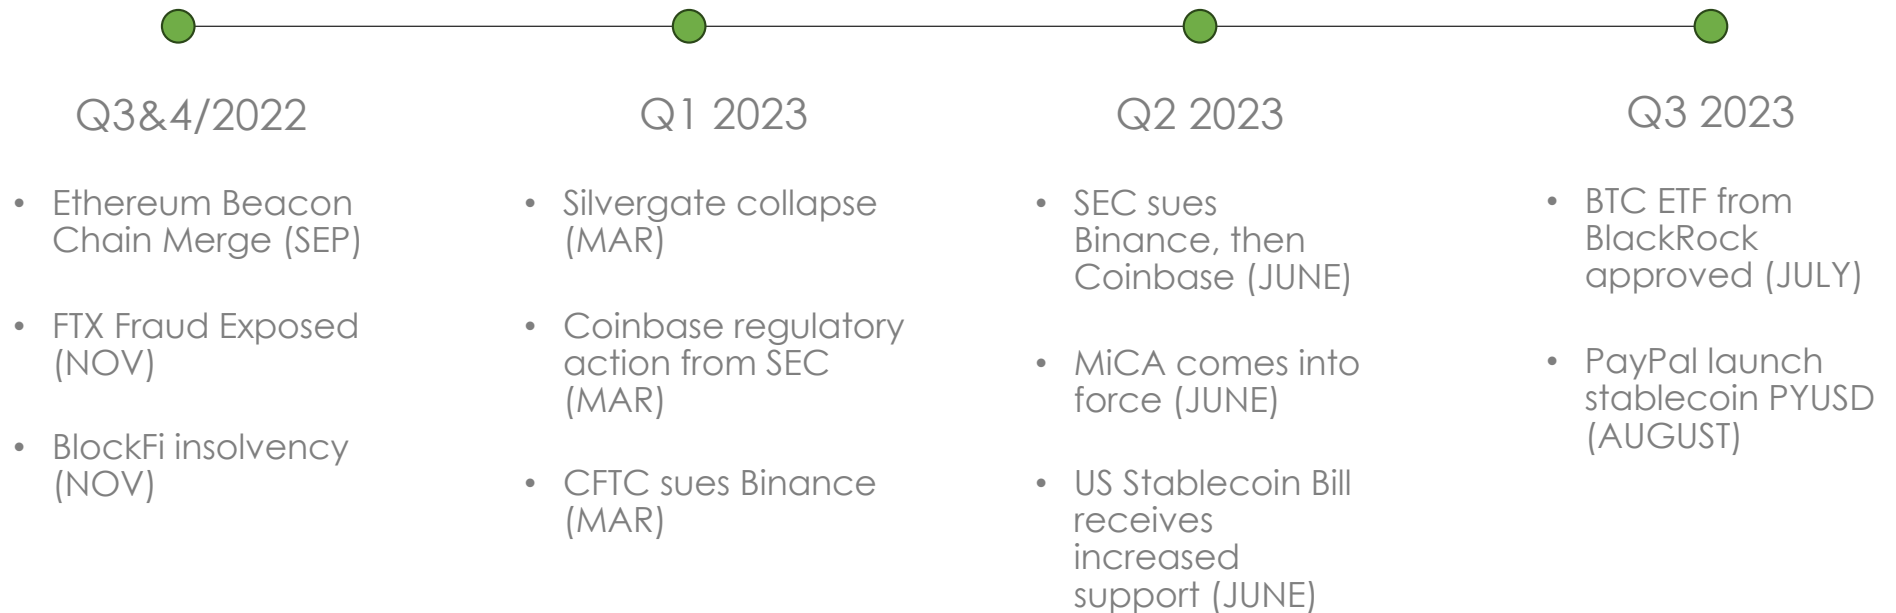 Q3&4/2022
• Ethereum Beacon
Chain Merge (SEP)
• FTX Fraud Exposed
(NOV)
• BlockFi insolvency
(NOV)
Q1 2023
• Silvergate collapse
(MAR)
• Coinbase regulatory
action from SEC
(MAR)
• CFTC sues Binance
(MAR)
Q2 2023
• SEC sues
Binance, then
Coinbase (JUNE)
• MiCA comes into
force (JUNE)
• US Stablecoin Bill
receives
increased
support (JUNE)
Q3 2023
• BTC ETF from
BlackRock
approved (JULY)
• PayPal launch
stablecoin PYUSD
(AUGUST)